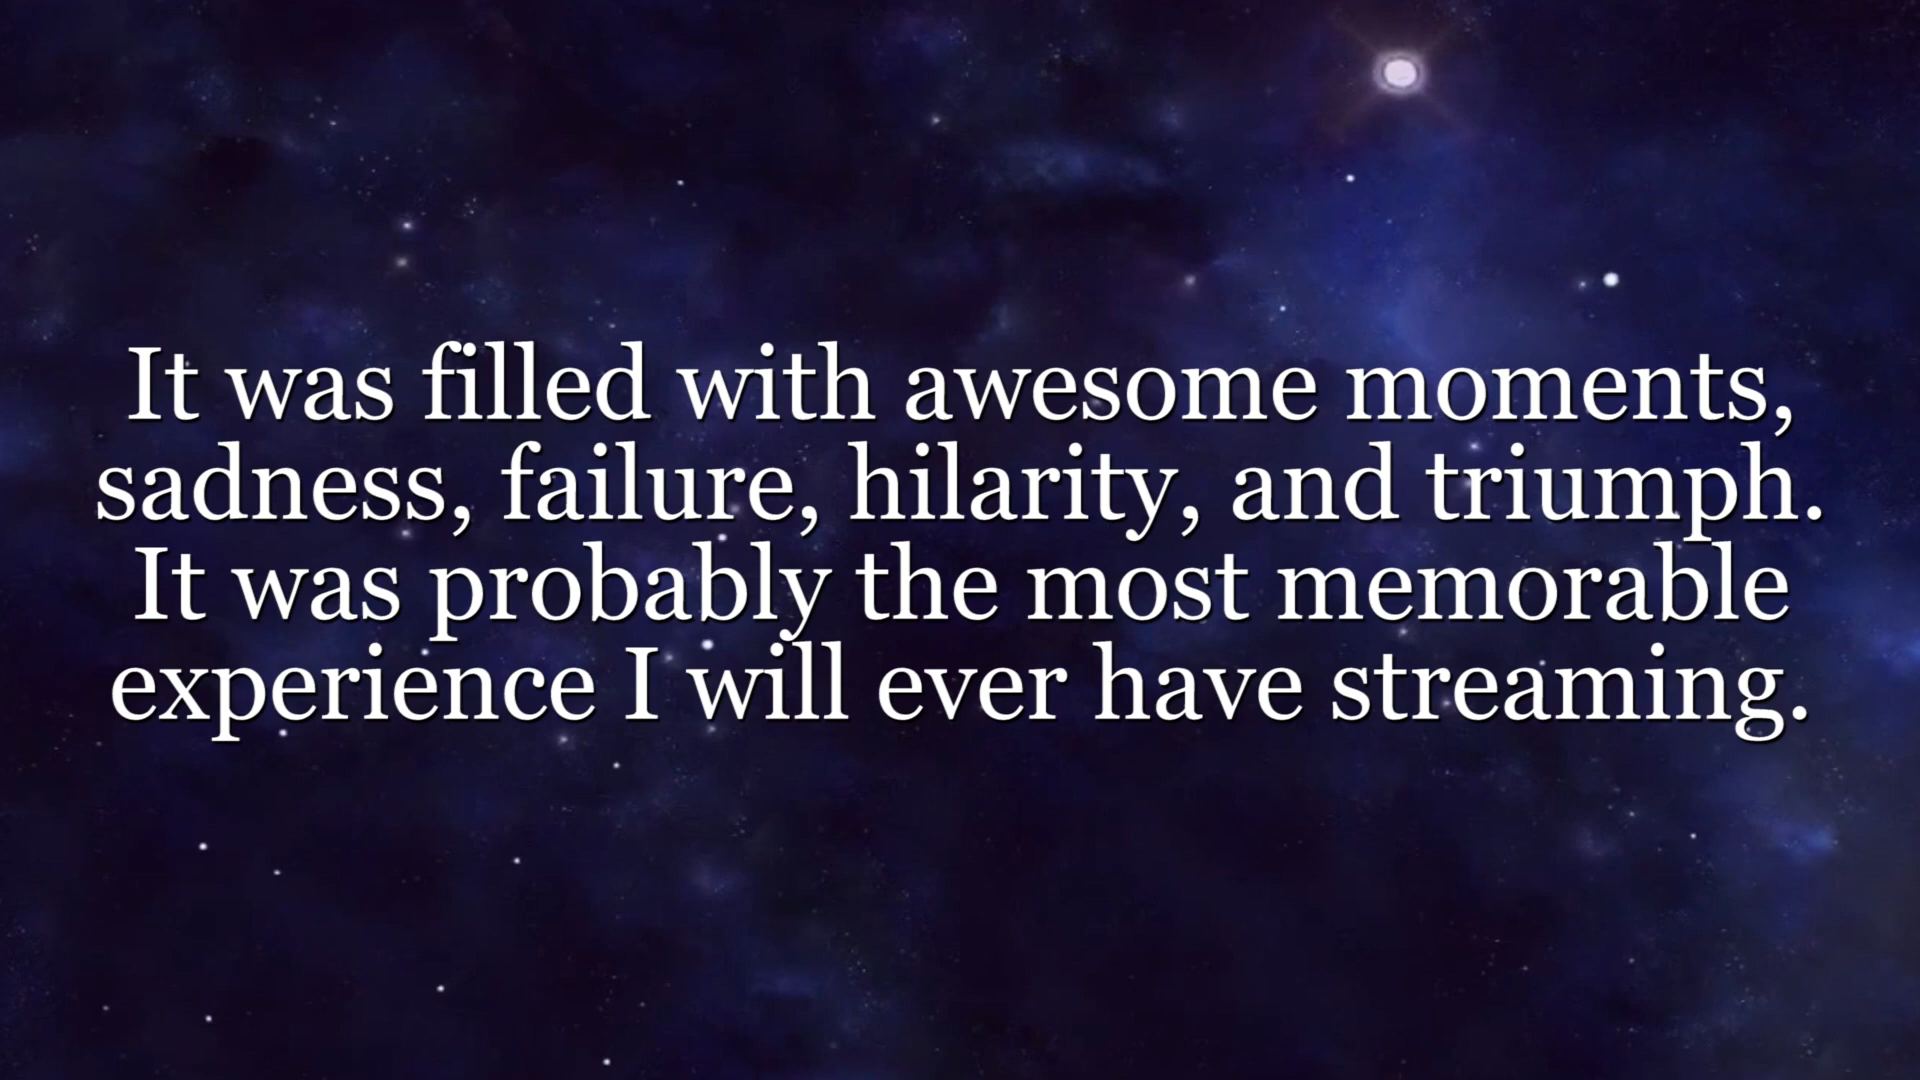 It was filled with awesome moments,
sadness, failure, hilarity, and triumph.
It was probably the most memorable
experience I will ever have streaming.